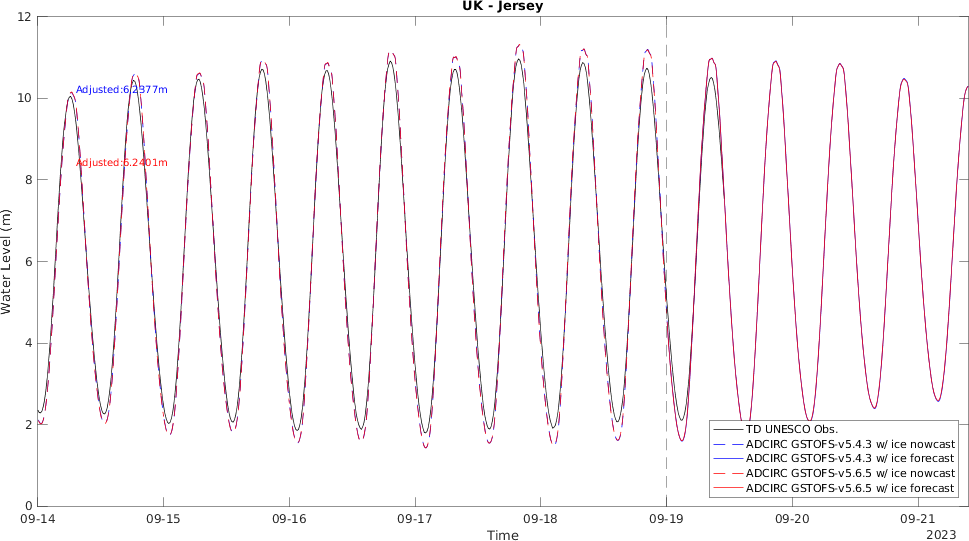 UK - Jersey
12
10
8
6
4
2
0
Water Level (m)
Adjusted:6.2377m
Adjusted:6.2401m
TD UNESCO Obs.
ADCIRC GSTOFS-v5.4.3 w/ ice nowcast
ADCIRC GSTOFS-v5.4.3 w/ ice forecast
ADCIRC GSTOFS-v5.6.5 w/ ice nowcast
ADCIRC GSTOFS-v5.6.5 w/ ice forecast
09-14 09-15 09-16 09-17 09-18 09-19 09-20 09-21
Time
2023